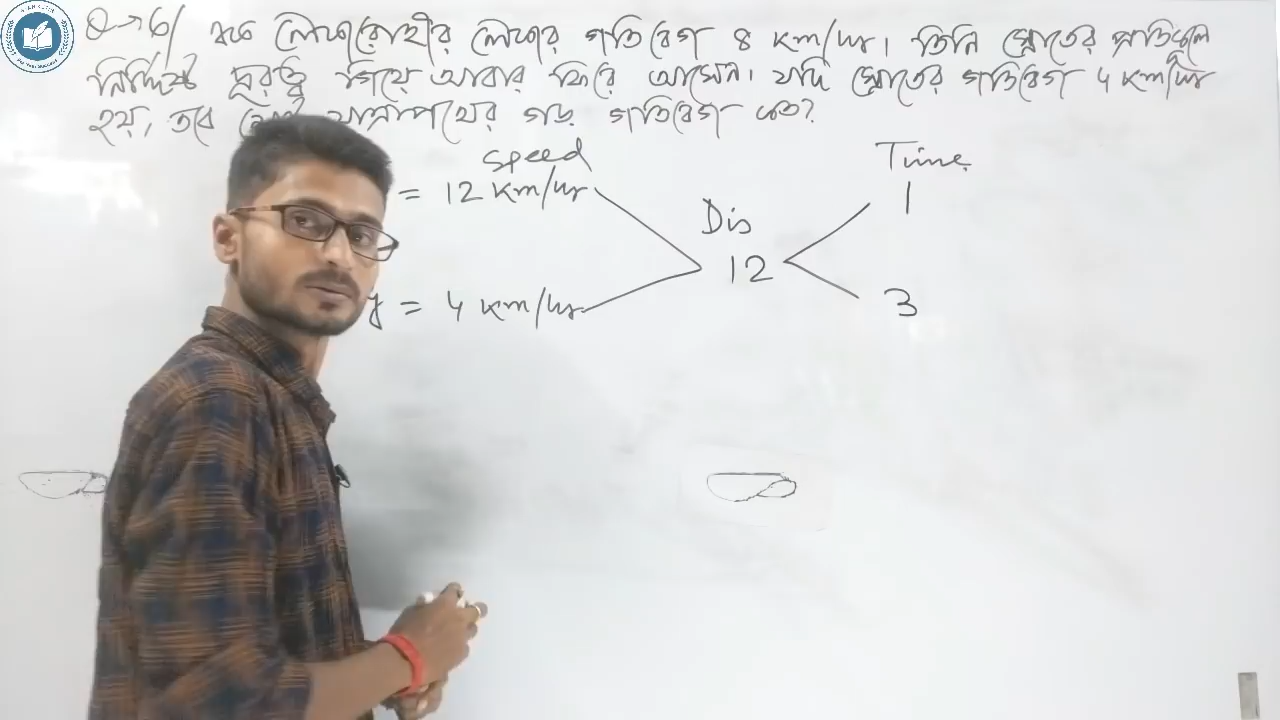 Q→6/ এক নৌকারোহীর নৌকার গতিবেগ 8 km/hr। তিনি স্রোতের প্রতিকূলে
নির্দিষ্ট দূরত্ব গিয়ে আবার ফিরে আসেন। যদি স্রোতের গতিবেগ 4 km/hr
হয়, তবে যাত্রাপথের গড় গতিবেগ কত?
speed Time
= 12 km/hr 1
Dis
12
y = 4 km/hr 3